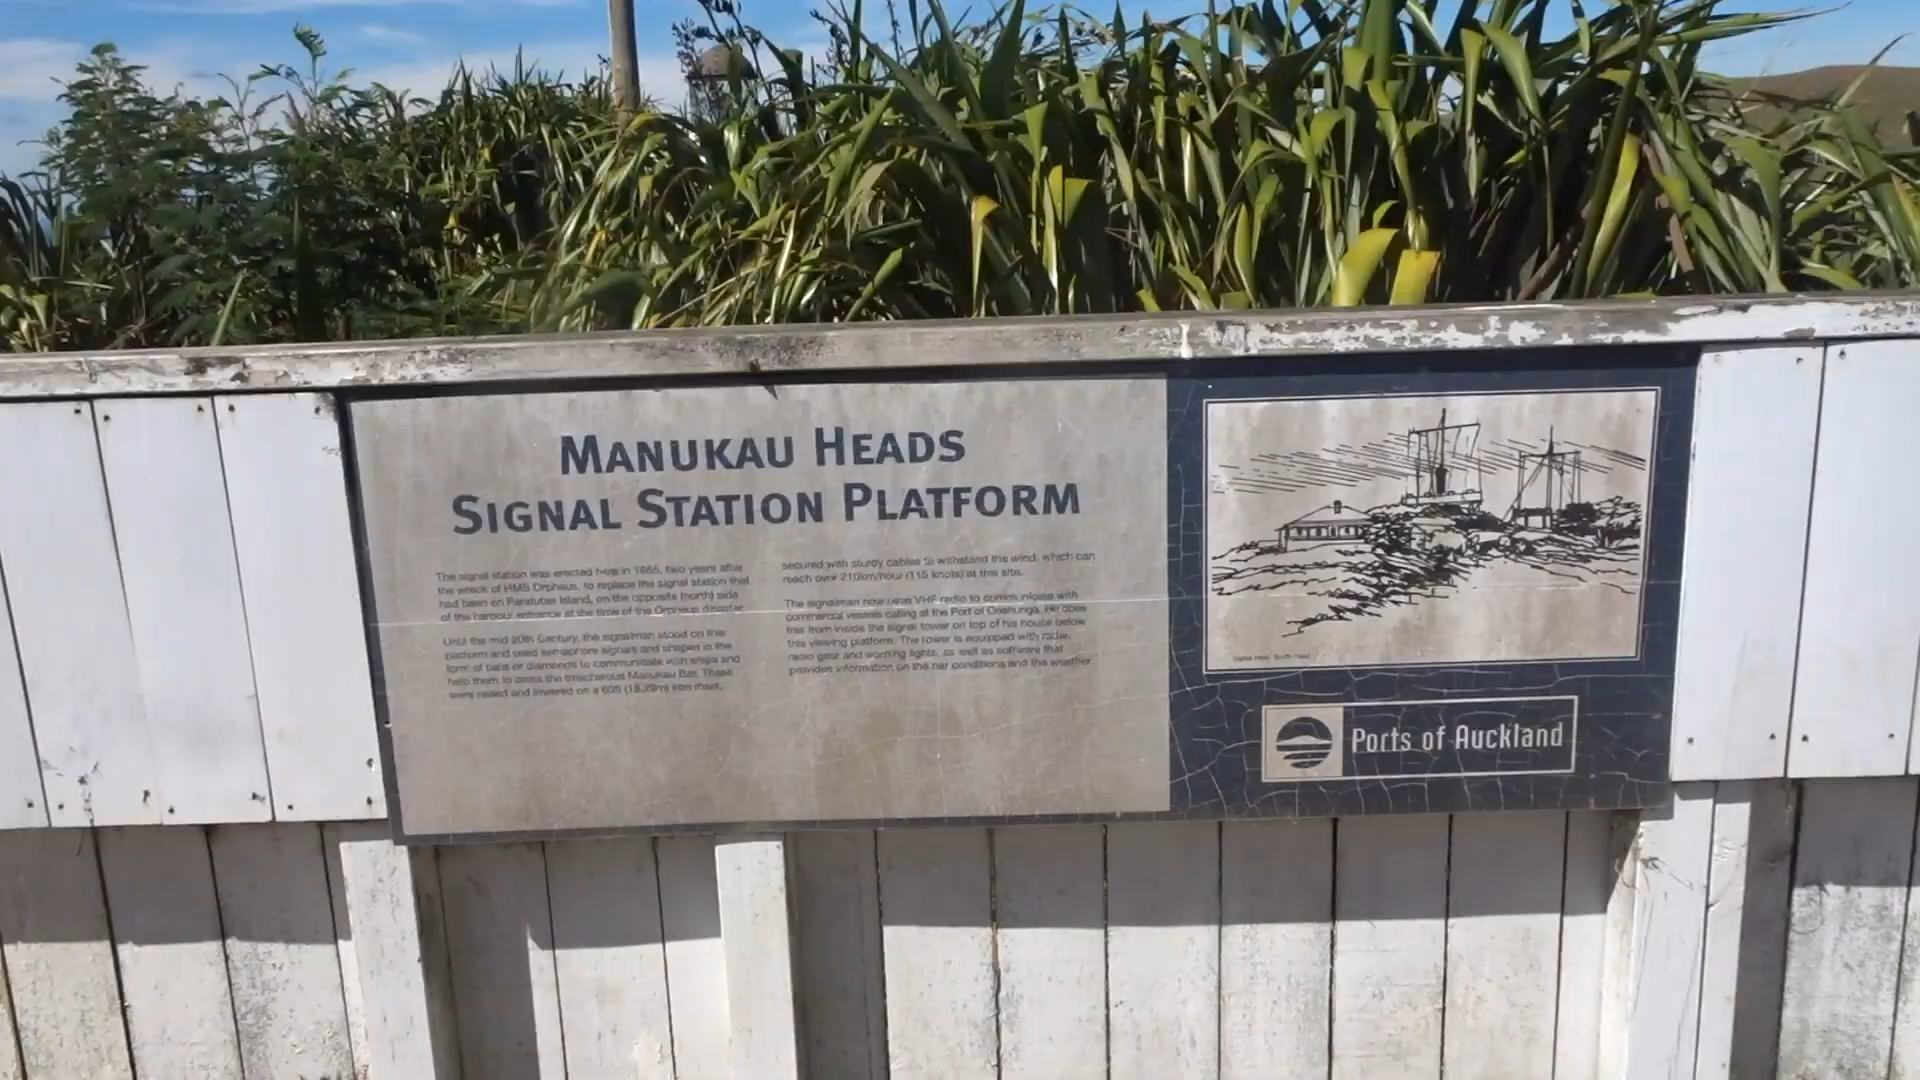 MANUKAU HEADS
SIGNAL STATION PLATFORM
The signal station was erected here in 1865, two years after
the wreck of HMS Orpheus, to replace the signal station that
had been on Paratutae Island, on the opposite (north) side
of the harbour entrance at the time of the Orpheus disaster.
Until the mid 20th Century, the signalman stood on this
platform and used semaphore signals and shapes in the
form of balls or diamonds to communicate with ships and
help them to cross the treacherous Manukau Bar. These
were raised and lowered on a 60ft (18.29m) iron mast,
secured with sturdy cables to withstand the wind, which can
reach over 210km/hour (115 knots) at this site.
The signalman now uses VHF radio to communicate with
commercial vessels calling at the Port of Onehunga. He does
this from inside the signal tower on top of his house below
this viewing platform. The tower is equipped with radar,
radio gear and warning lights, as well as software that
provides information on the bar conditions and the weather.
Ports of Auckland